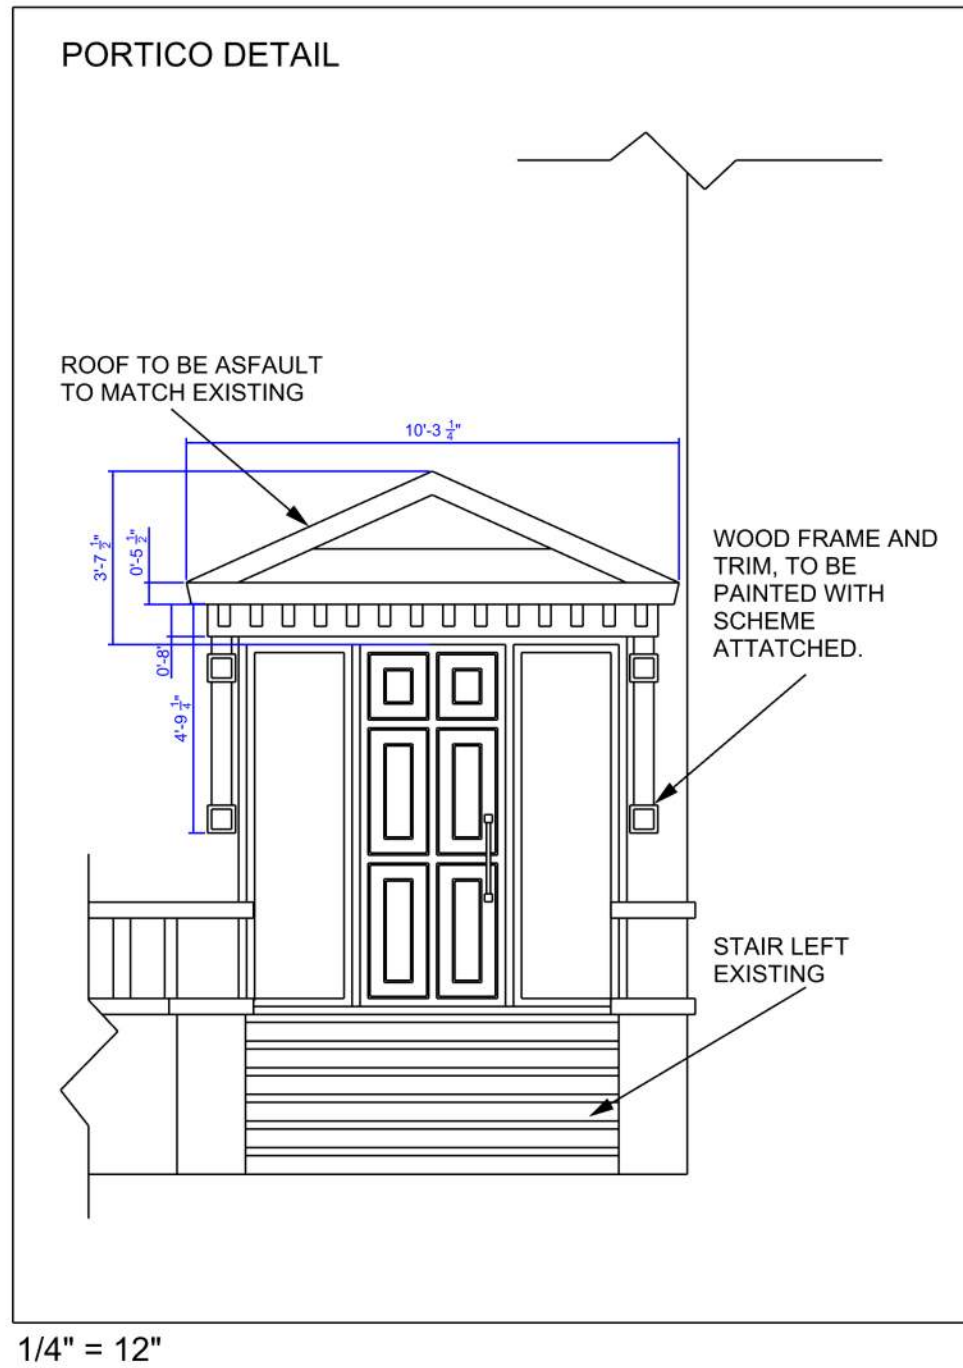 PORTICO DETAIL
ROOF TO BE ASFAULT
TO MATCH EXISTING
10'-3 1/4"
3'-7 1/2"
0'-5 1/2"
0'-8"
4'-9 1/4"
WOOD FRAME AND
TRIM, TO BE
PAINTED WITH
SCHEME
ATTATCHED.
STAIR LEFT
EXISTING
1/4" = 12"